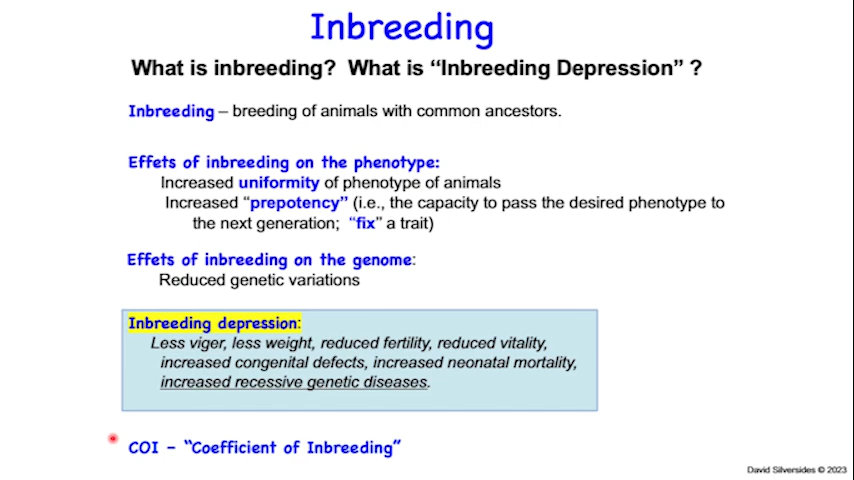 Inbreeding
What is inbreeding? What is “Inbreeding Depression” ?
Inbreeding – breeding of animals with common ancestors.
Effets of inbreeding on the phenotype:
Increased uniformity of phenotype of animals
Increased “prepotency” (i.e., the capacity to pass the desired phenotype to
the next generation; “fix” a trait)
Effets of inbreeding on the genome:
Reduced genetic variations
Inbreeding depression:
Less viger, less weight, reduced fertility, reduced vitality,
increased congenital defects, increased neonatal mortality,
increased recessive genetic diseases.
COI – “Coefficient of Inbreeding”
David Silversides © 2023